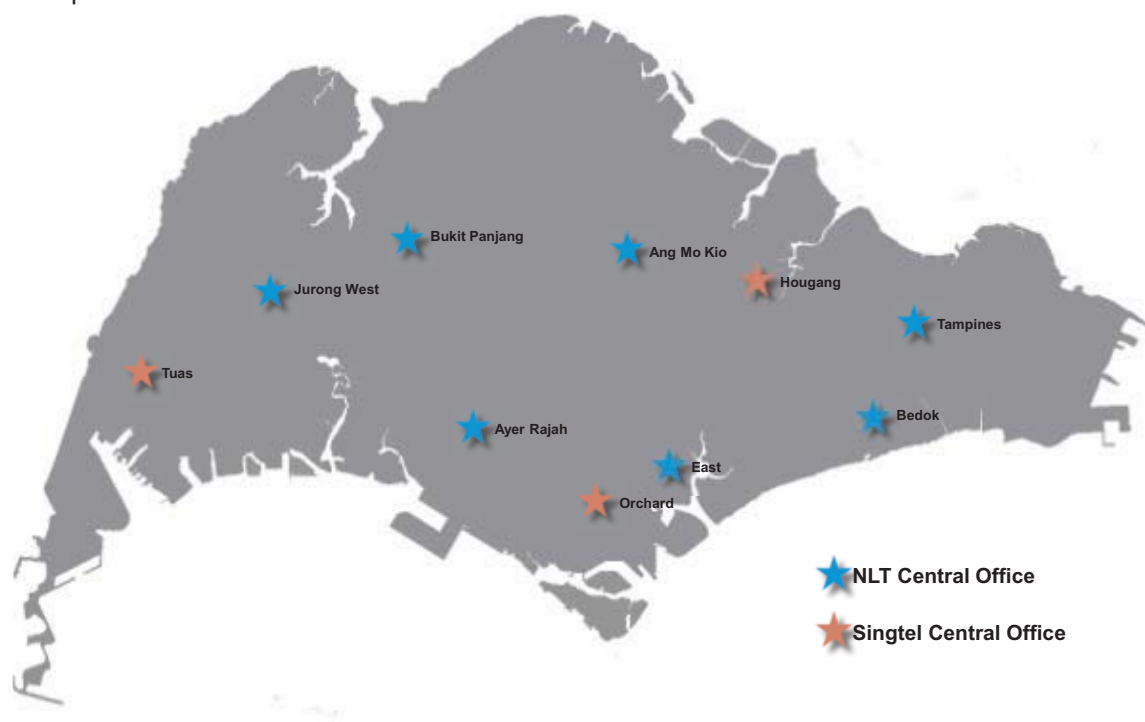 Bukit Panjang
Ang Mo Kio
Hougang
Jurong West
Tampines
Tuas
Bedok
Ayer Rajah
East
Orchard
NLT Central Office
Singtel Central Office